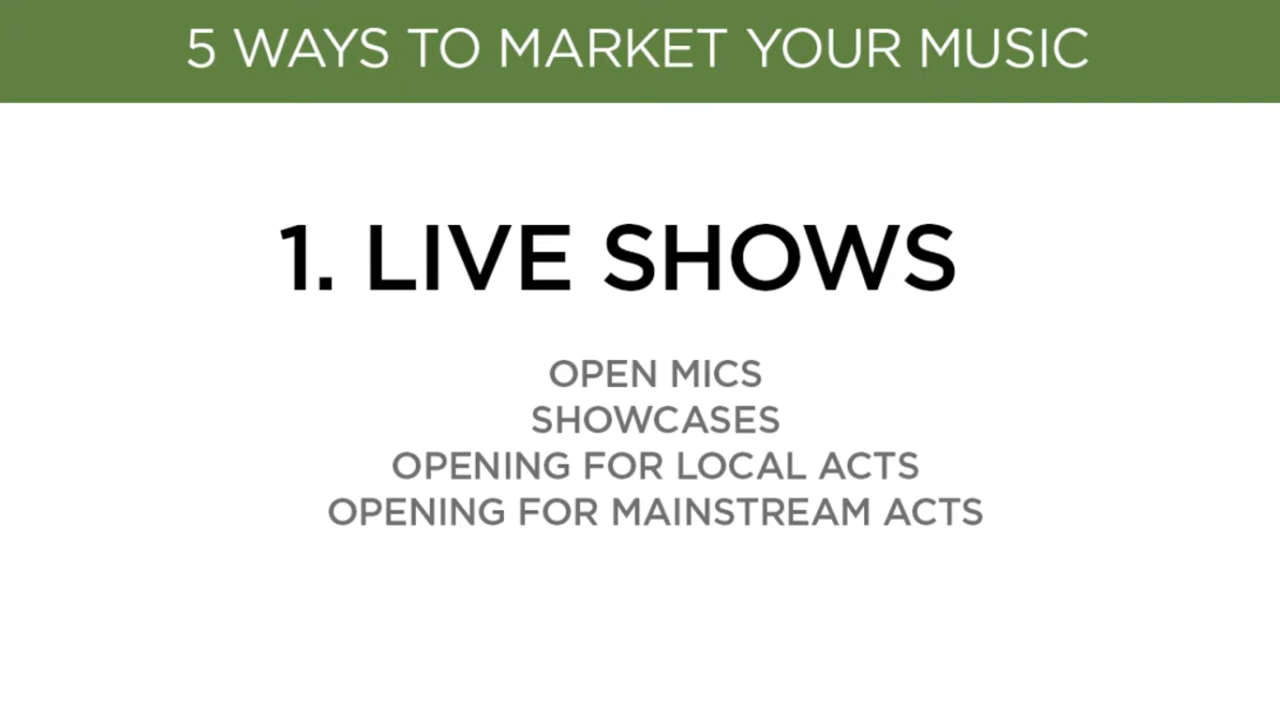 5 WAYS TO MARKET YOUR MUSIC
1. LIVE SHOWS
OPEN MICS
SHOWCASES
OPENING FOR LOCAL ACTS
OPENING FOR MAINSTREAM ACTS